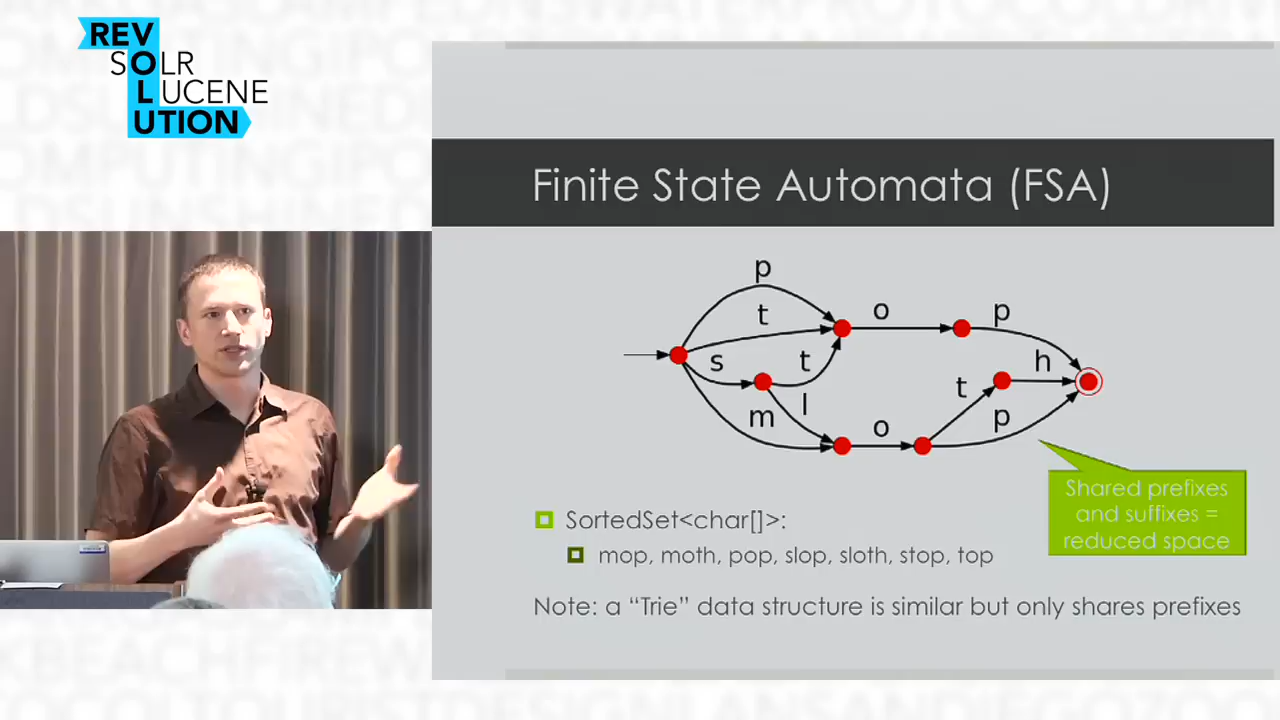 REV
SOLR
LUCENE
UTION
Finite State Automata (FSA)
p
t
s
t
m
l
o
p
h
t
o
p
Shared prefixes
and suffixes =
reduced space
SortedSet<char[]>:
mop, moth, pop, slop, sloth, stop, top
Note: a “Trie” data structure is similar but only shares prefixes